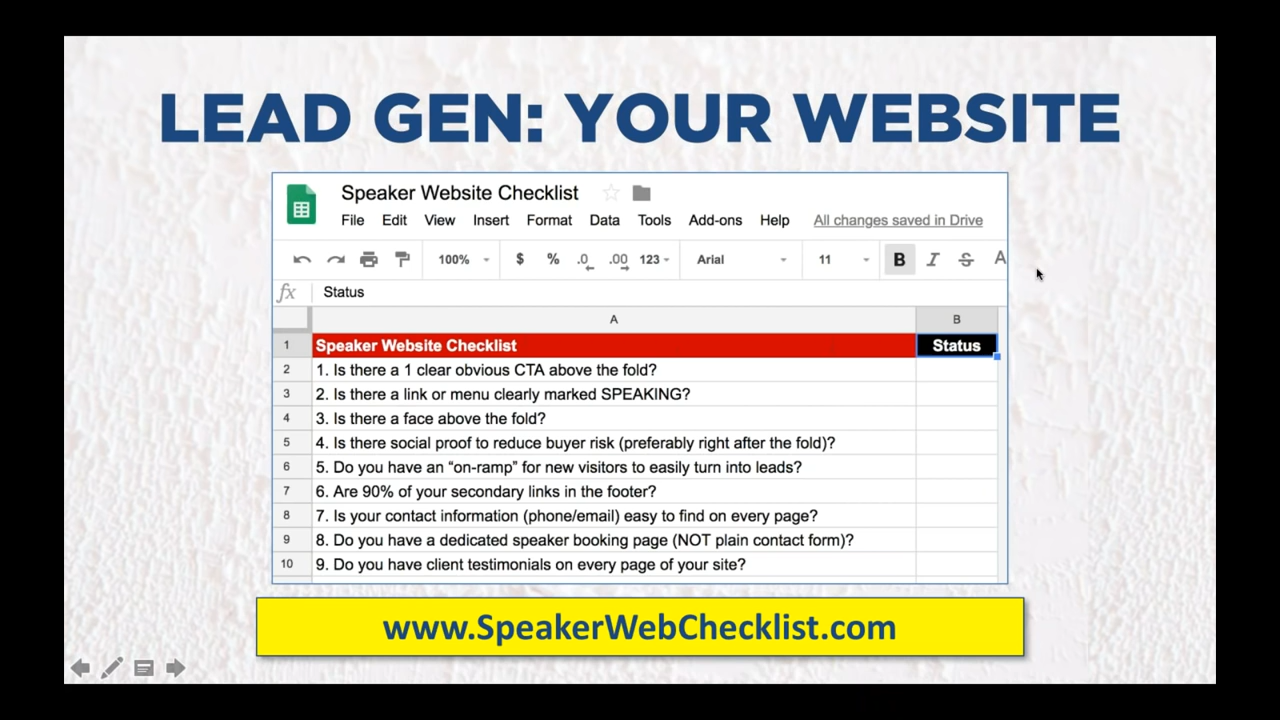 LEAD GEN: YOUR WEBSITE
Speaker Website Checklist
File Edit View Insert Format Data Tools Add-ons Help All changes saved in Drive
100% $ % .0 .00 123 Arial 11 B I S A
fx Status
A B
1 Speaker Website Checklist Status
2 1. Is there a 1 clear obvious CTA above the fold?
3 2. Is there a link or menu clearly marked SPEAKING?
4 3. Is there a face above the fold?
5 4. Is there social proof to reduce buyer risk (preferably right after the fold)?
6 5. Do you have an “on-ramp” for new visitors to easily turn into leads?
7 6. Are 90% of your secondary links in the footer?
8 7. Is your contact information (phone/email) easy to find on every page?
9 8. Do you have a dedicated speaker booking page (NOT plain contact form)?
10 9. Do you have client testimonials on every page of your site?
www.SpeakerWebChecklist.com